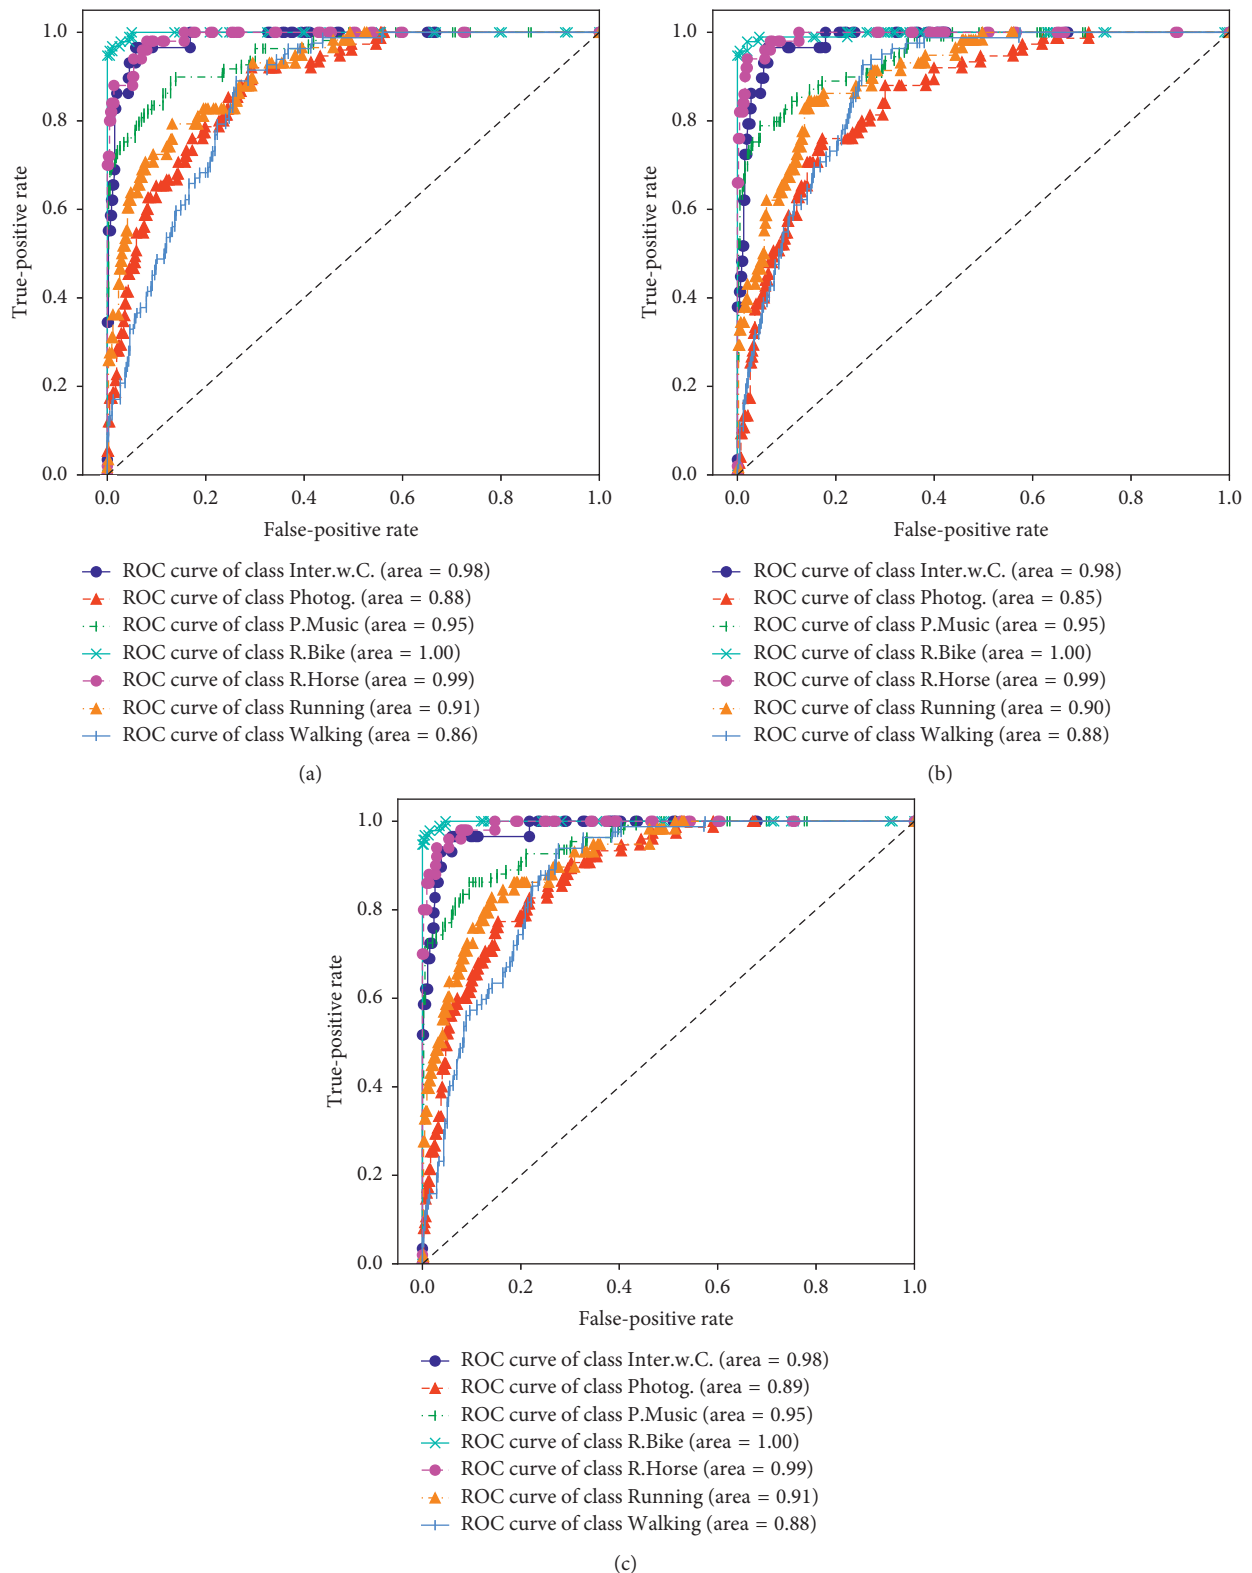 1.0
0.8
0.6
0.4
0.2
0.0
True-positive rate
0.0 0.2 0.4 0.6 0.8 1.0
False-positive rate
ROC curve of class Inter.w.C. (area = 0.98)
ROC curve of class Photog. (area = 0.88)
ROC curve of class P.Music (area = 0.95)
ROC curve of class R.Bike (area = 1.00)
ROC curve of class R.Horse (area = 0.99)
ROC curve of class Running (area = 0.91)
ROC curve of class Walking (area = 0.86)
(a)
1.0
0.8
0.6
0.4
0.2
0.0
True-positive rate
0.0 0.2 0.4 0.6 0.8 1.0
False-positive rate
ROC curve of class Inter.w.C. (area = 0.98)
ROC curve of class Photog. (area = 0.85)
ROC curve of class P.Music (area = 0.95)
ROC curve of class R.Bike (area = 1.00)
ROC curve of class R.Horse (area = 0.99)
ROC curve of class Running (area = 0.90)
ROC curve of class Walking (area = 0.88)
(b)
1.0
0.8
0.6
0.4
0.2
0.0
True-positive rate
0.0 0.2 0.4 0.6 0.8 1.0
False-positive rate
ROC curve of class Inter.w.C. (area = 0.98)
ROC curve of class Photog. (area = 0.89)
ROC curve of class P.Music (area = 0.95)
ROC curve of class R.Bike (area = 1.00)
ROC curve of class R.Horse (area = 0.99)
ROC curve of class Running (area = 0.91)
ROC curve of class Walking (area = 0.88)
(c)